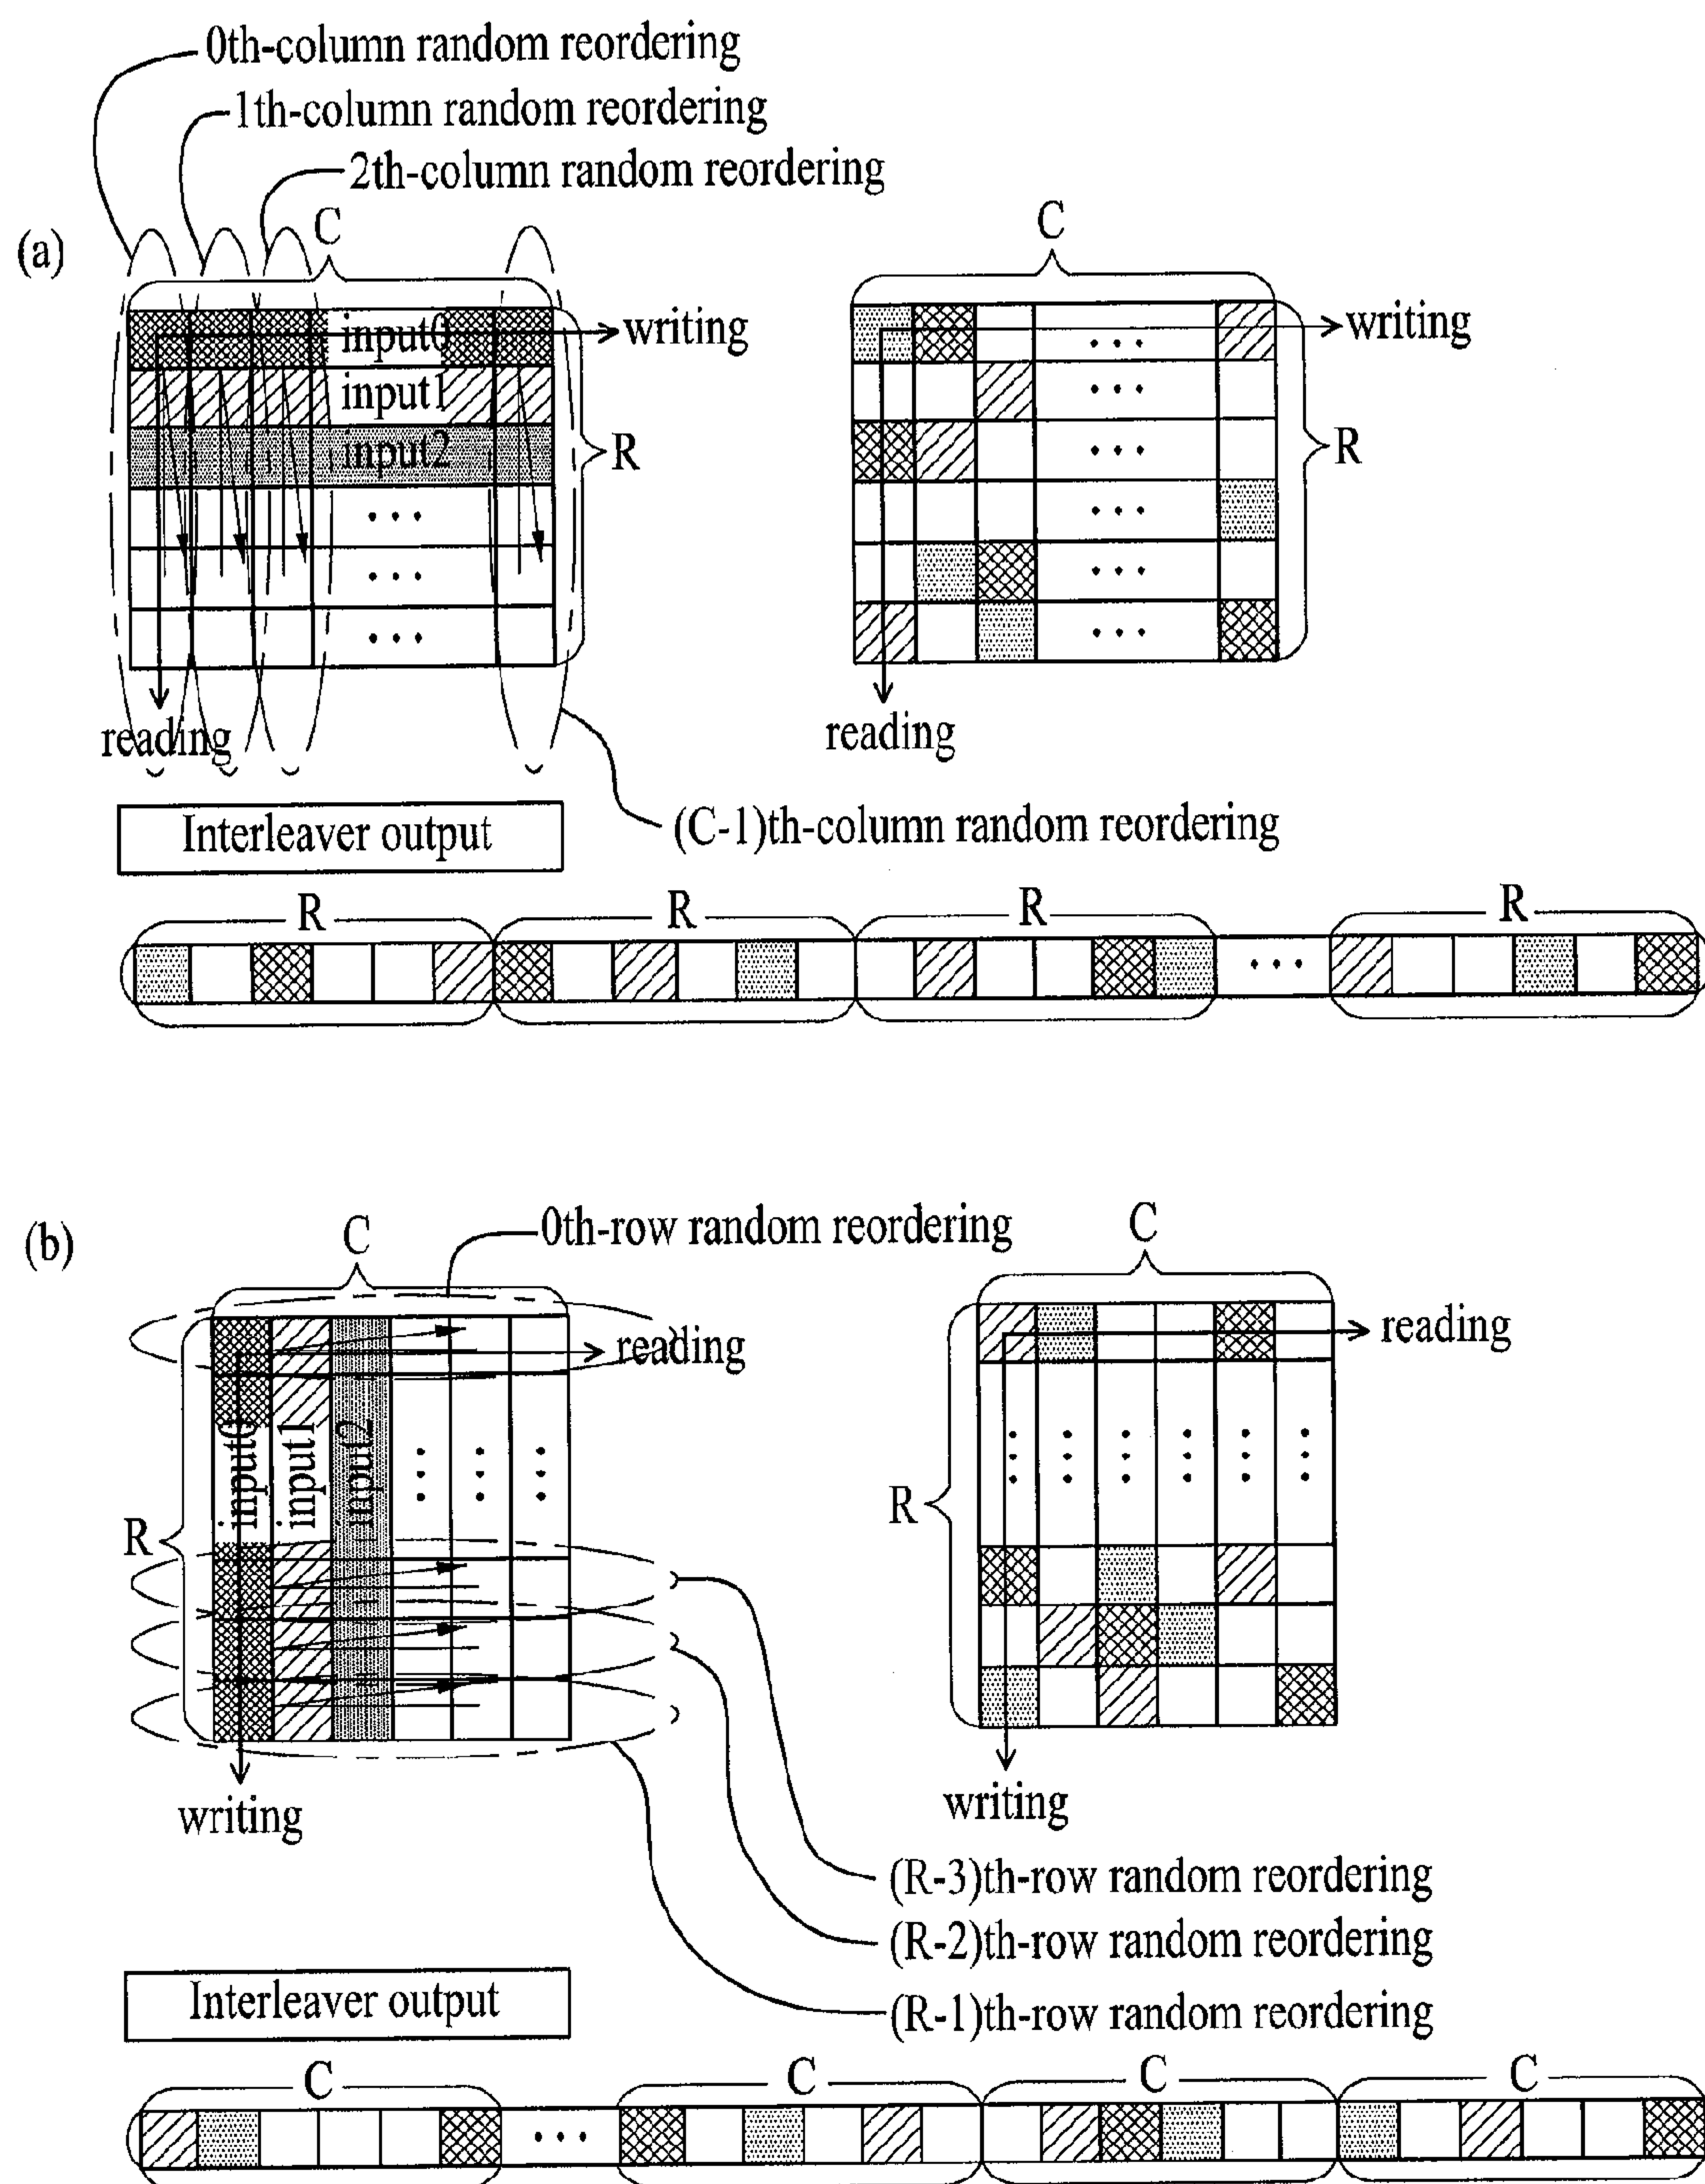 0th-column random reordering
1th-column random reordering
2th-column random reordering
(a)
C
C
input0
writing
writing
input1
input2
R
R
...
...
...
...
...
...
...
...
...
reading
reading
Interleaver output
(C-1)th-column random reordering
R
R
R
R
...
(b)
C
0th-row random reordering
C
reading
reading
input0
input1
input2
R
R
writing
writing
(R-3)th-row random reordering
(R-2)th-row random reordering
(R-1)th-row random reordering
Interleaver output
C
C
C
C
...